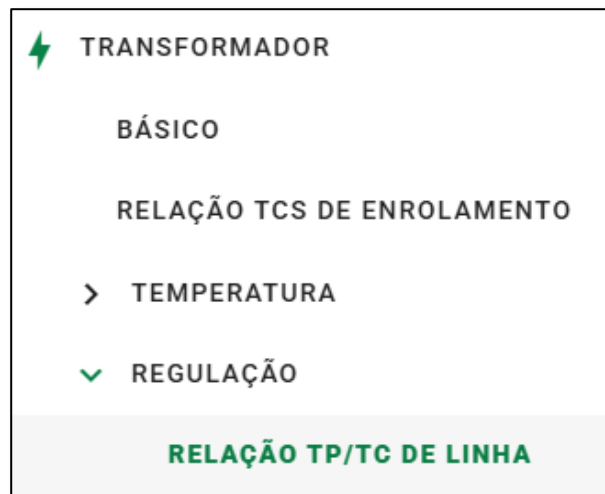 TRANSFORMADOR
BÁSICO
RELAÇÃO TCS DE ENROLAMENTO
TEMPERATURA
REGULAÇÃO
RELAÇÃO TP/TC DE LINHA